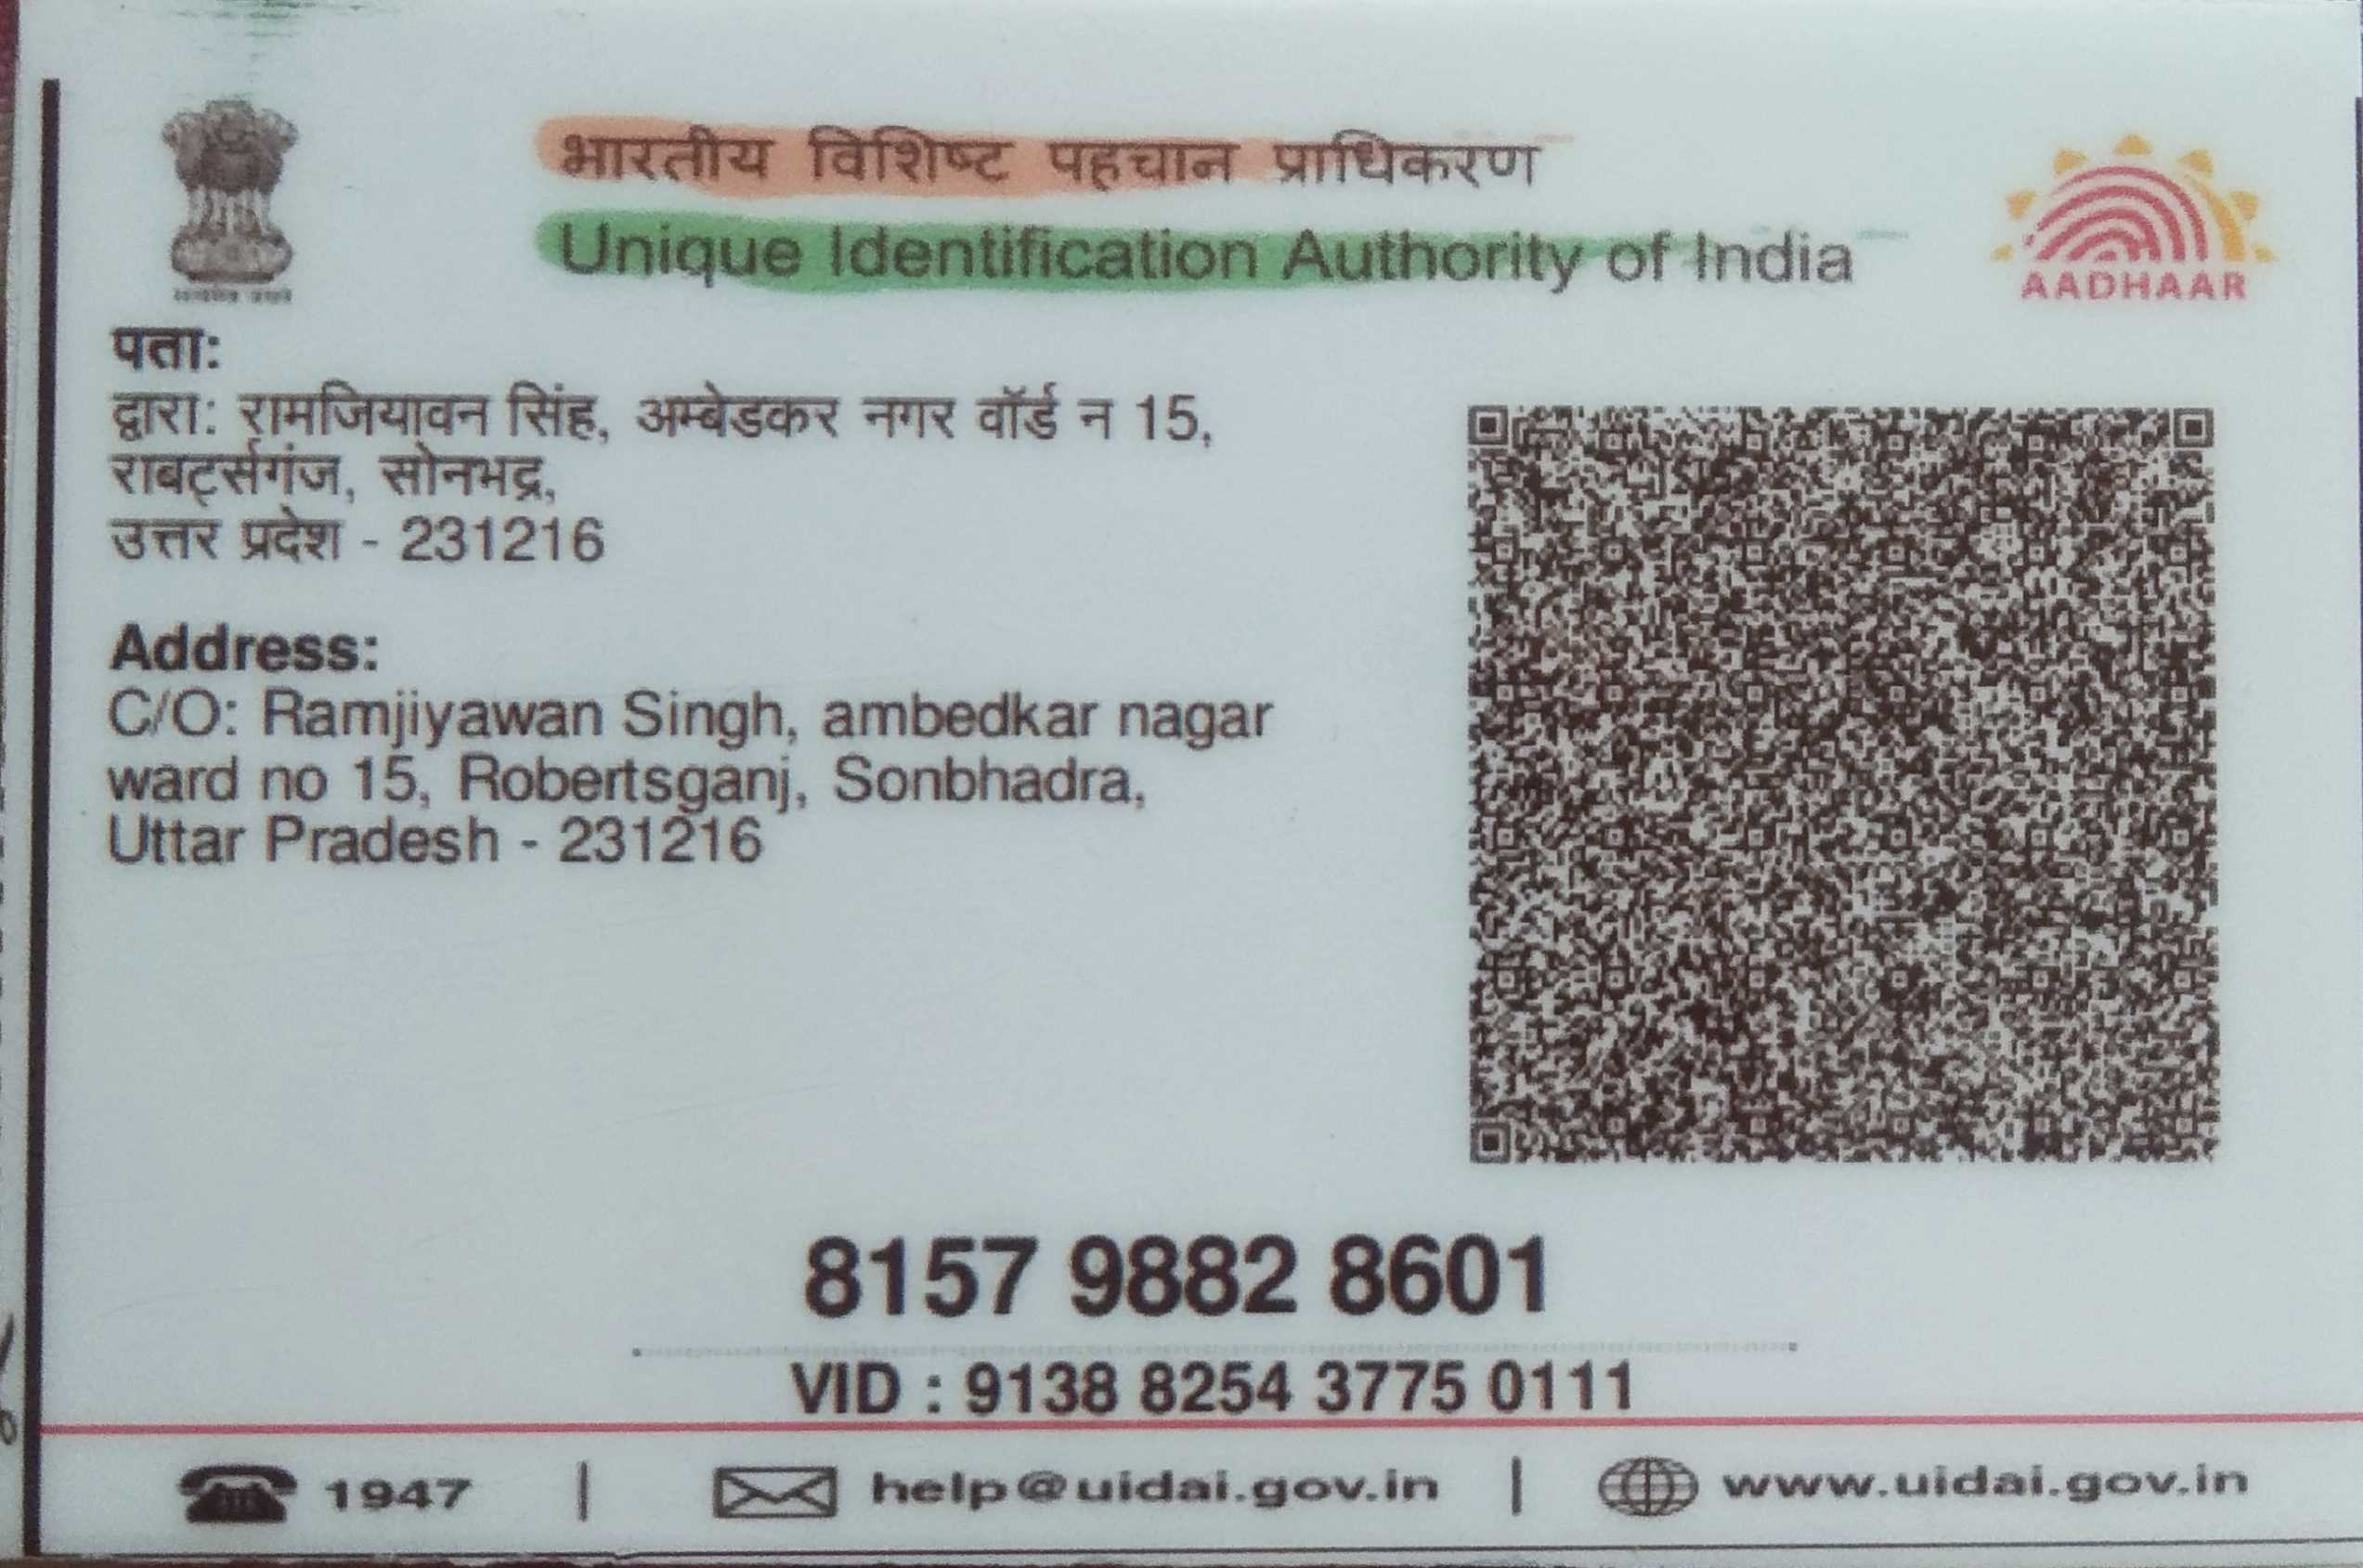 भारतीय विशिष्ट पहचान प्राधिकरण
Unique Identification Authority of India
AADHAAR
पता:
द्वारा: रामजियावन सिंह, अम्बेडकर नगर वॉर्ड न 15,
राबर्ट्सगंज, सोनभद्र,
उत्तर प्रदेश - 231216
Address:
C/O: Ramjiyawan Singh, ambedkar nagar
ward no 15, Robertsganj, Sonbhadra,
Uttar Pradesh - 231216
8157 9882 8601
VID : 9138 8254 3775 0111
1947 | help@uidai.gov.in | www.uidai.gov.in